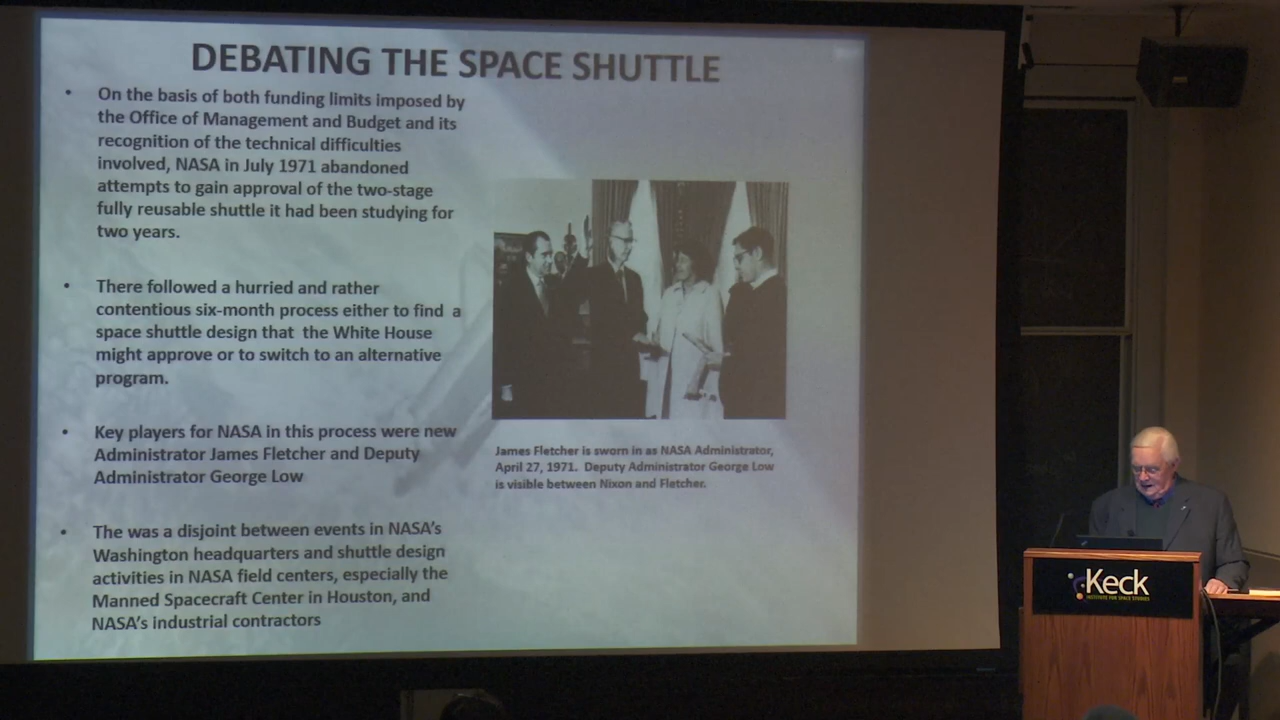 DEBATING THE SPACE SHUTTLE
• On the basis of both funding limits imposed by
the Office of Management and Budget and its
recognition of the technical difficulties
involved, NASA in July 1971 abandoned
attempts to gain approval of the two-stage
fully reusable shuttle it had been studying for
two years.
• There followed a hurried and rather
contentious six-month process either to find a
space shuttle design that the White House
might approve or to switch to an alternative
program.
• Key players for NASA in this process were new
Administrator James Fletcher and Deputy
Administrator George Low
• The was a disjoint between events in NASA's
Washington headquarters and shuttle design
activities in NASA field centers, especially the
Manned Spacecraft Center in Houston, and
NASA's industrial contractors
James Fletcher is sworn in as NASA Administrator,
April 27, 1971. Deputy Administrator George Low
is visible between Nixon and Fletcher.
Keck
INSTITUTE FOR SPACE STUDIES